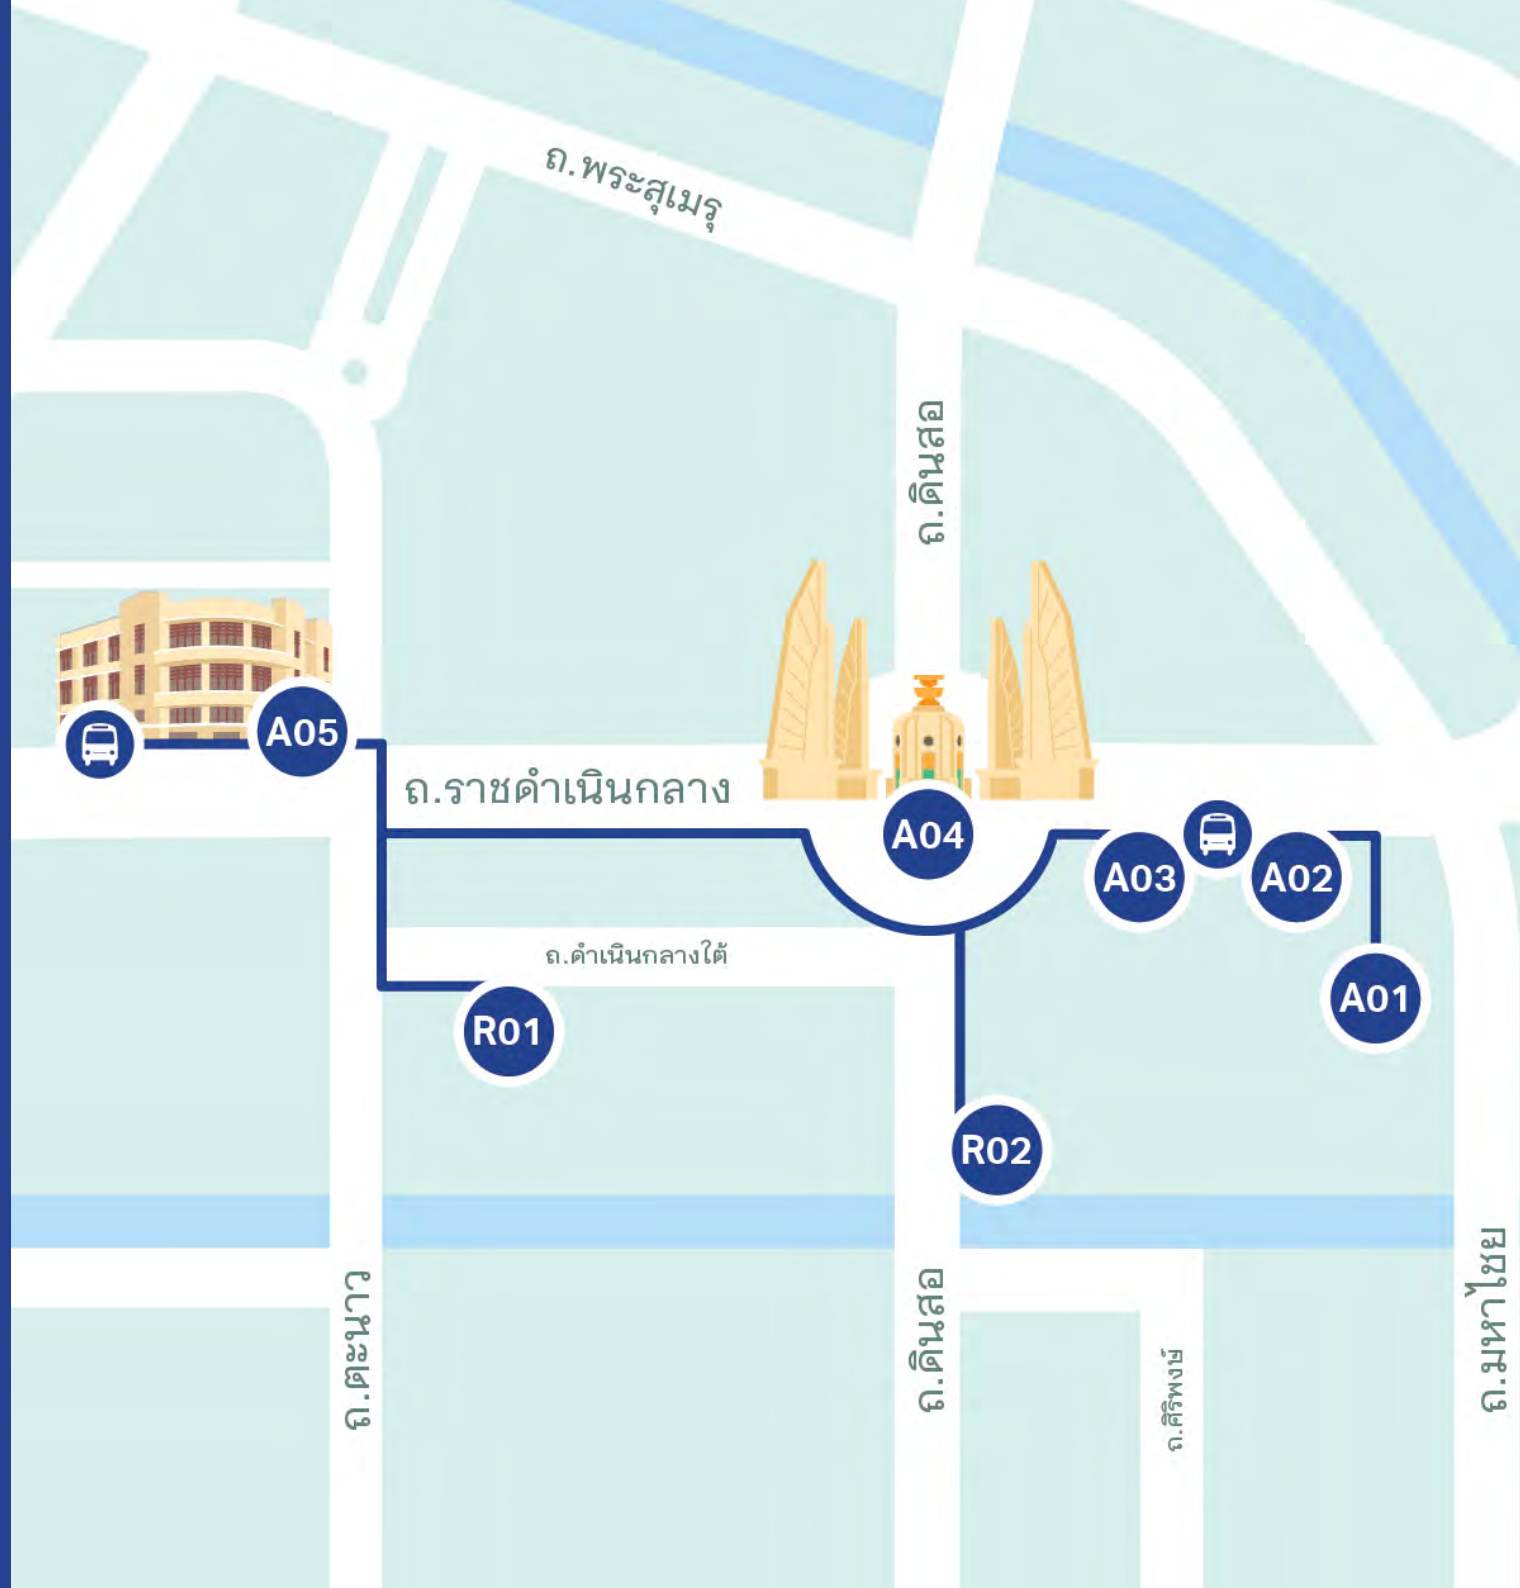 ถ.พระสุเมรุ
ถ.ดินสอ
A05
ถ.ราชดำเนินกลาง
A04
A03
A02
ถ.ดำเนินกลางใต้
A01
R01
R02
ถ.ตะนาว
ถ.ดินสอ
ถ.ศิริพงษ์
ถ.มหาไชย